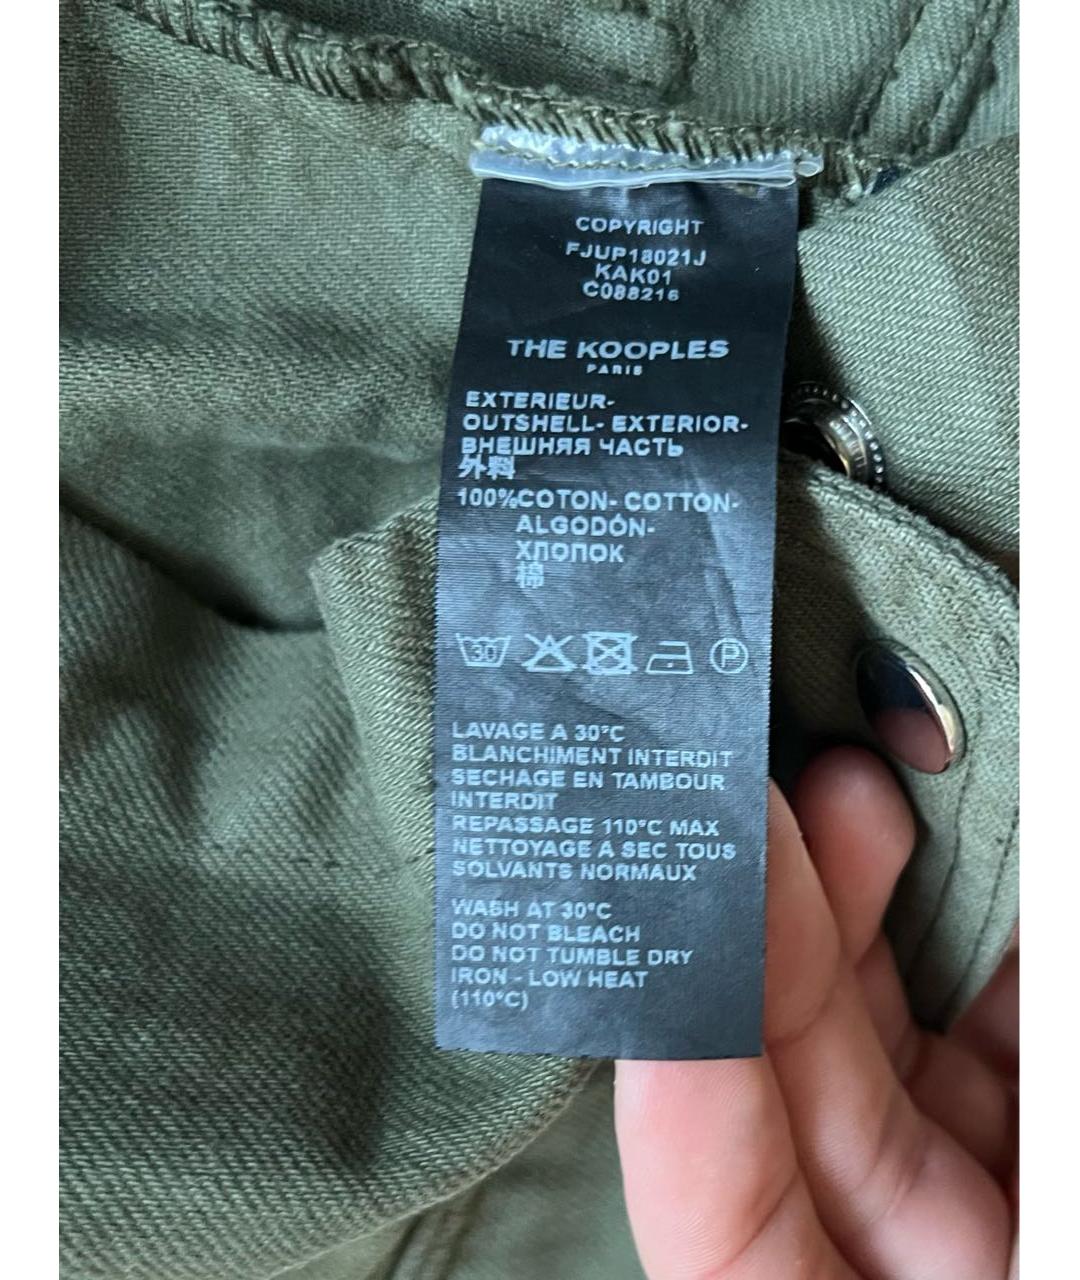 COPYRIGHT
FJUP18021J
KAK01
C088216
THE KOOPLES
PARIS
EXTERIEUR-
OUTSHELL- EXTERIOR-
ВНЕШНЯЯ ЧАСТЬ
外料
100%COTON- COTTON-
ALGODÓN-
ХЛОПОК
棉
30 P
LAVAGE A 30°C
BLANCHIMENT INTERDIT
SECHAGE EN TAMBOUR
INTERDIT
REPASSAGE 110°C MAX
NETTOYAGE A SEC TOUS
SOLVANTS NORMAUX
WASH AT 30°C
DO NOT BLEACH
DO NOT TUMBLE DRY
IRON - LOW HEAT
(110°C)